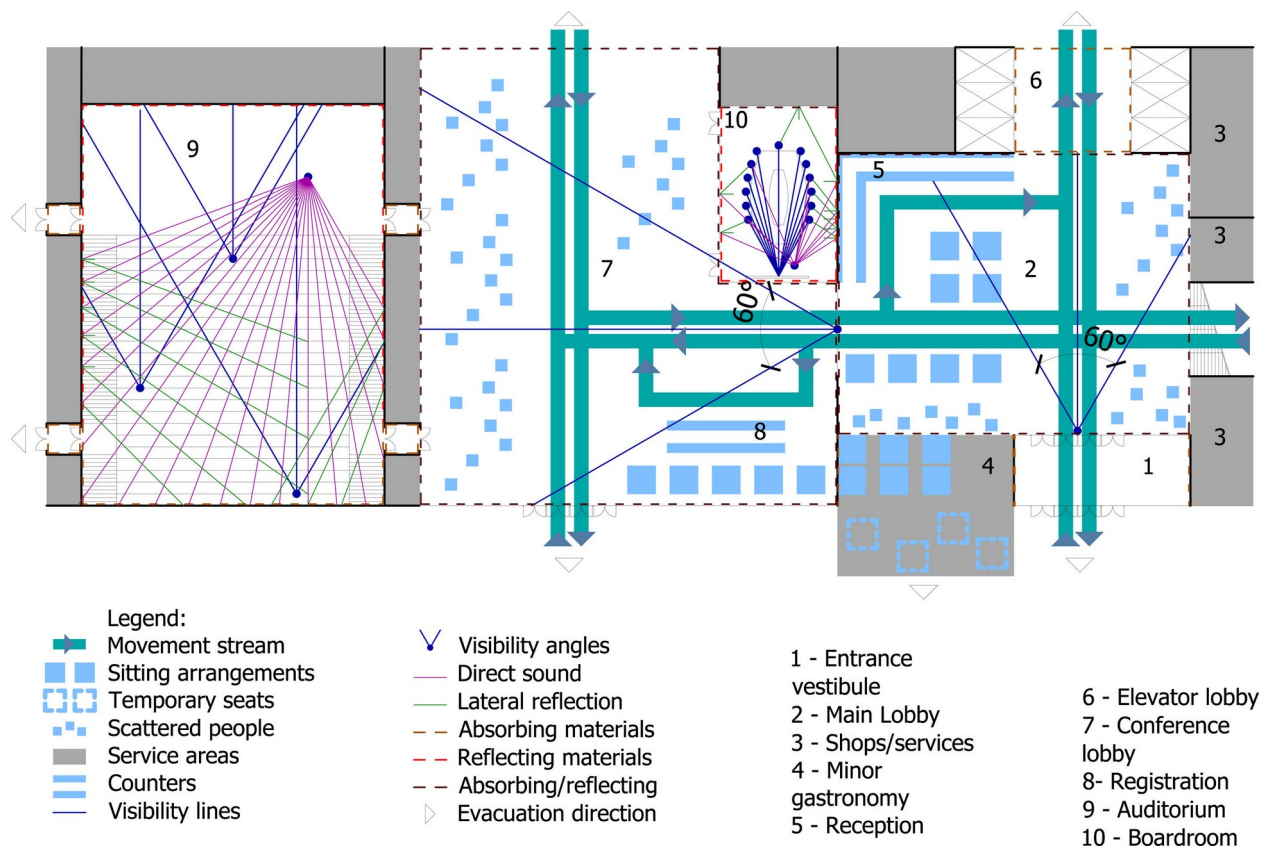 6
3
10
9
5
3
2
7
60°
60°
3
8
4
1
Legend:
Movement stream
Sitting arrangements
Temporary seats
Scattered people
Service areas
Counters
Visibility lines
Visibility angles
Direct sound
Lateral reflection
Absorbing materials
Reflecting materials
Absorbing/reflecting
Evacuation direction
1 - Entrance
vestibule
2 - Main Lobby
3 - Shops/services
4 - Minor
gastronomy
5 - Reception
6 - Elevator lobby
7 - Conference
lobby
8- Registration
9 - Auditorium
10 - Boardroom